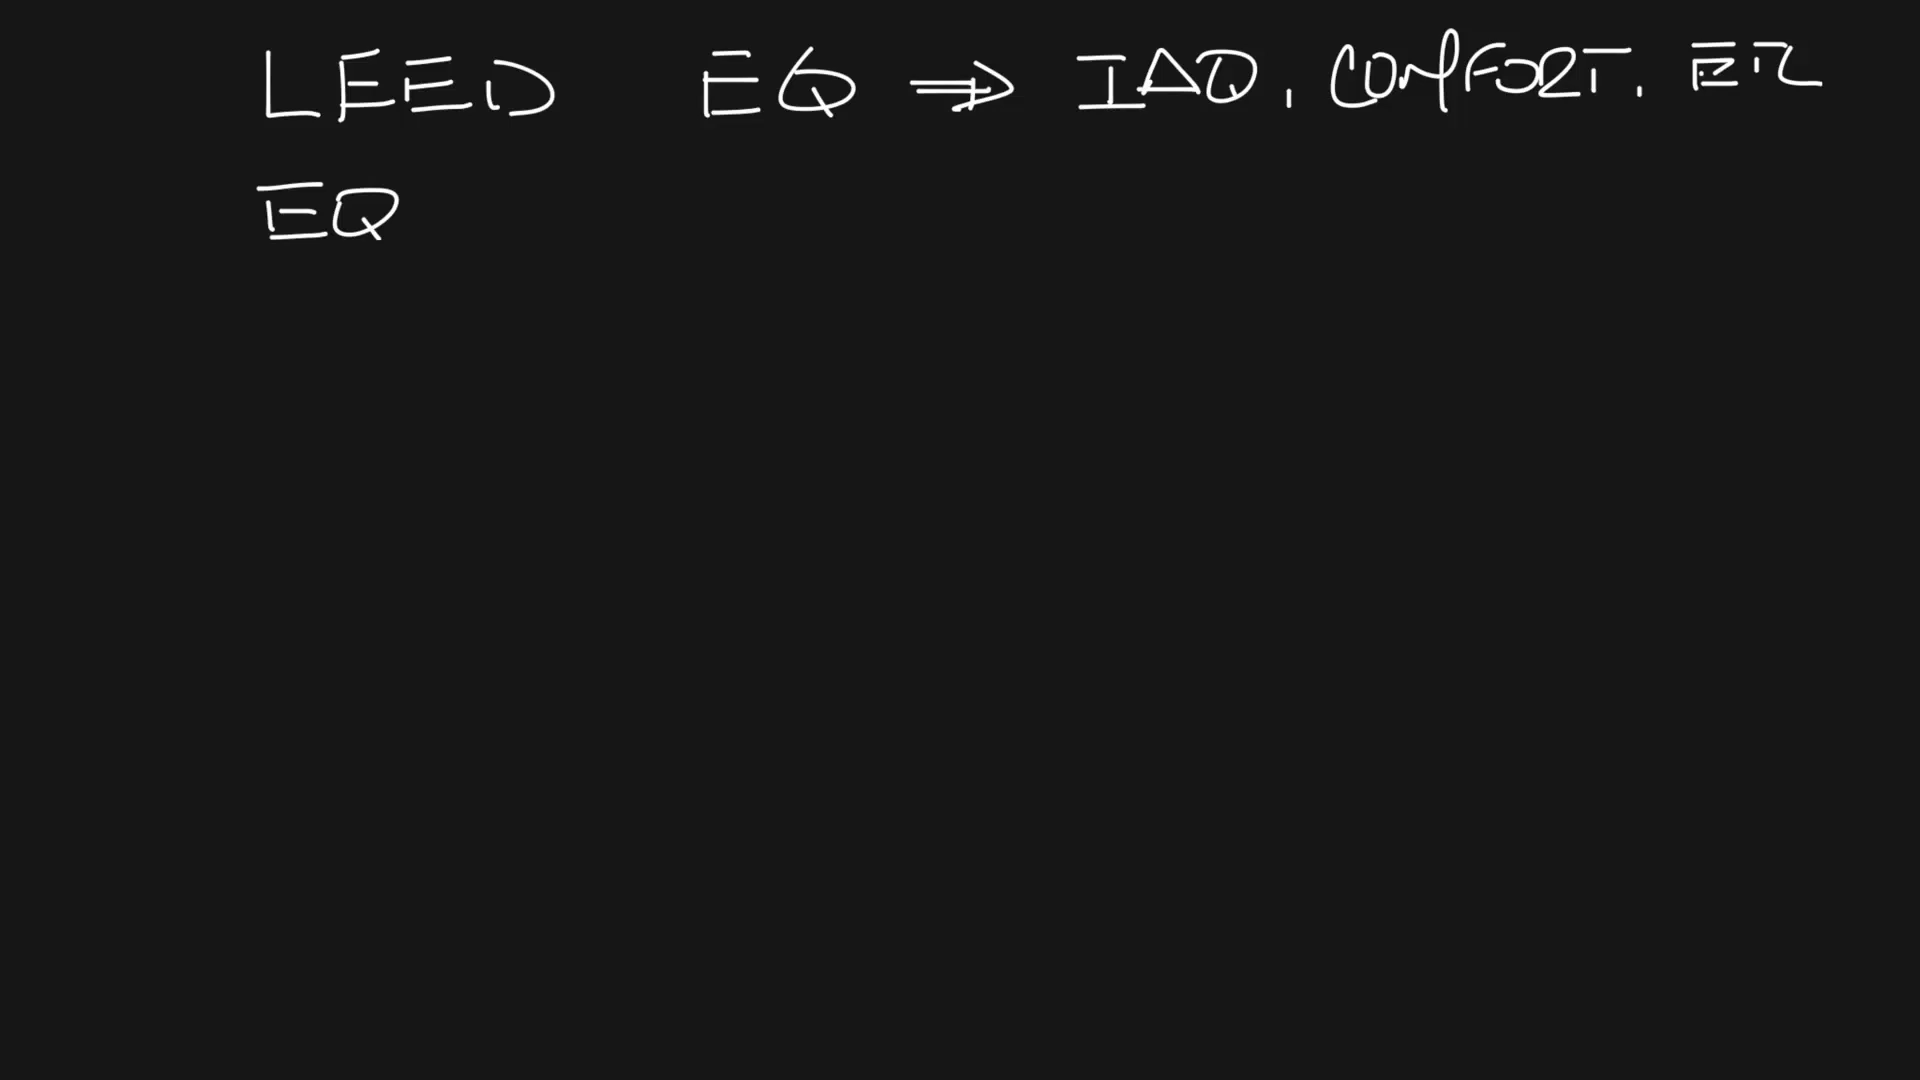 LEED EQ ⇒ IAQ, COMFORT, ETC
EQ